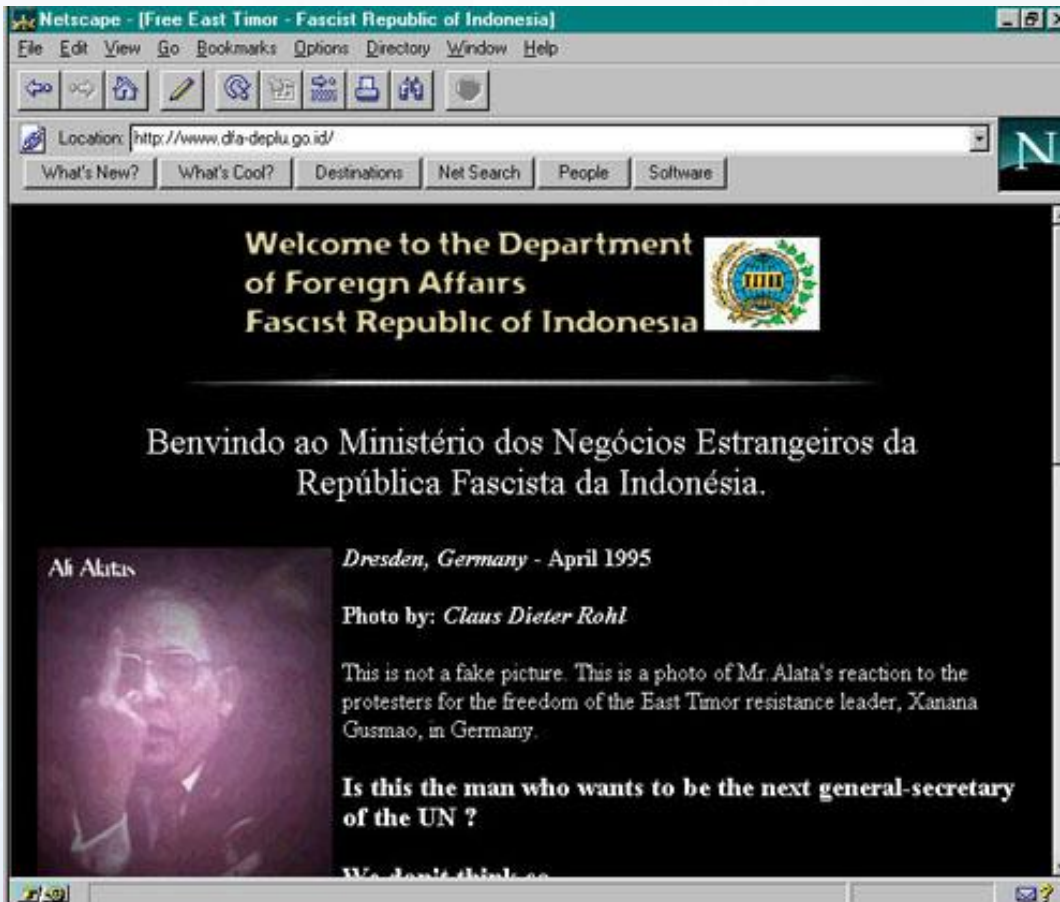 Netscape - [Free East Timor - Fascist Republic of Indonesia]
File Edit View Go Bookmarks Options Directory Window Help
Location: http://www.dfa-deplu.go.id/
N
What's New? What's Cool? Destinations Net Search People Software
Welcome to the Department
of Foreign Affairs
Fascist Republic of Indonesia
Benvindo ao Ministério dos Negócios Estrangeiros da
República Fascista da Indonésia.
Ali Alatas
Dresden, Germany - April 1995
Photo by: Claus Dieter Rohl
This is not a fake picture. This is a photo of Mr. Alata's reaction to the
protesters for the freedom of the East Timor resistance leader, Xanana
Gusmao, in Germany.
Is this the man who wants to be the next general-secretary
of the UN ?
We don't think so